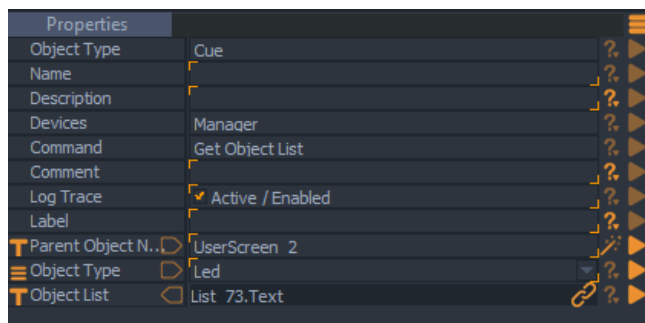 Properties
Object Type Cue
Name
Description
Devices Manager
Command Get Object List
Comment
Log Trace Active / Enabled
Label
Parent Object N... UserScreen 2
Object Type Led
Object List List 73.Text